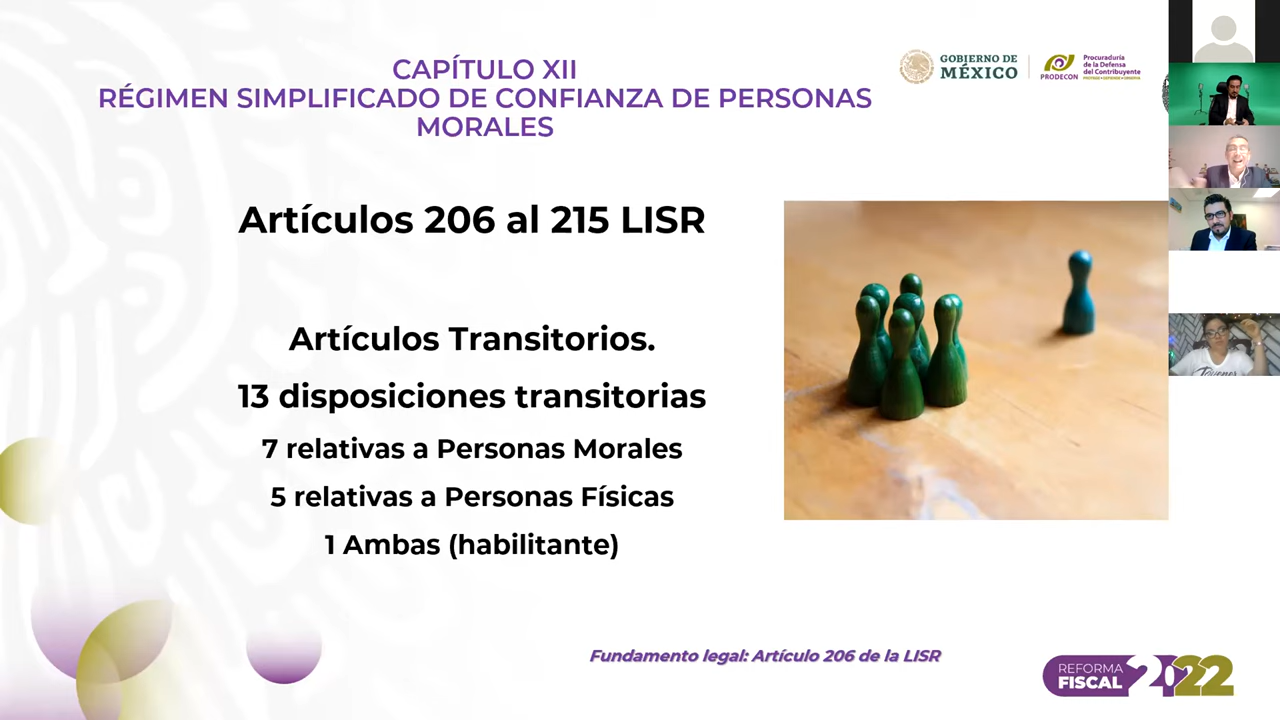 CAPÍTULO XII
RÉGIMEN SIMPLIFICADO DE CONFIANZA DE PERSONAS
MORALES
GOBIERNO DE
MÉXICO
PRODECON
Procuraduría
de la Defensa
del Contribuyente
Artículos 206 al 215 LISR
Artículos Transitorios.
13 disposiciones transitorias
7 relativas a Personas Morales
5 relativas a Personas Físicas
1 Ambas (habilitante)
Fundamento legal: Artículo 206 de la LISR
REFORMA
FISCAL 2022